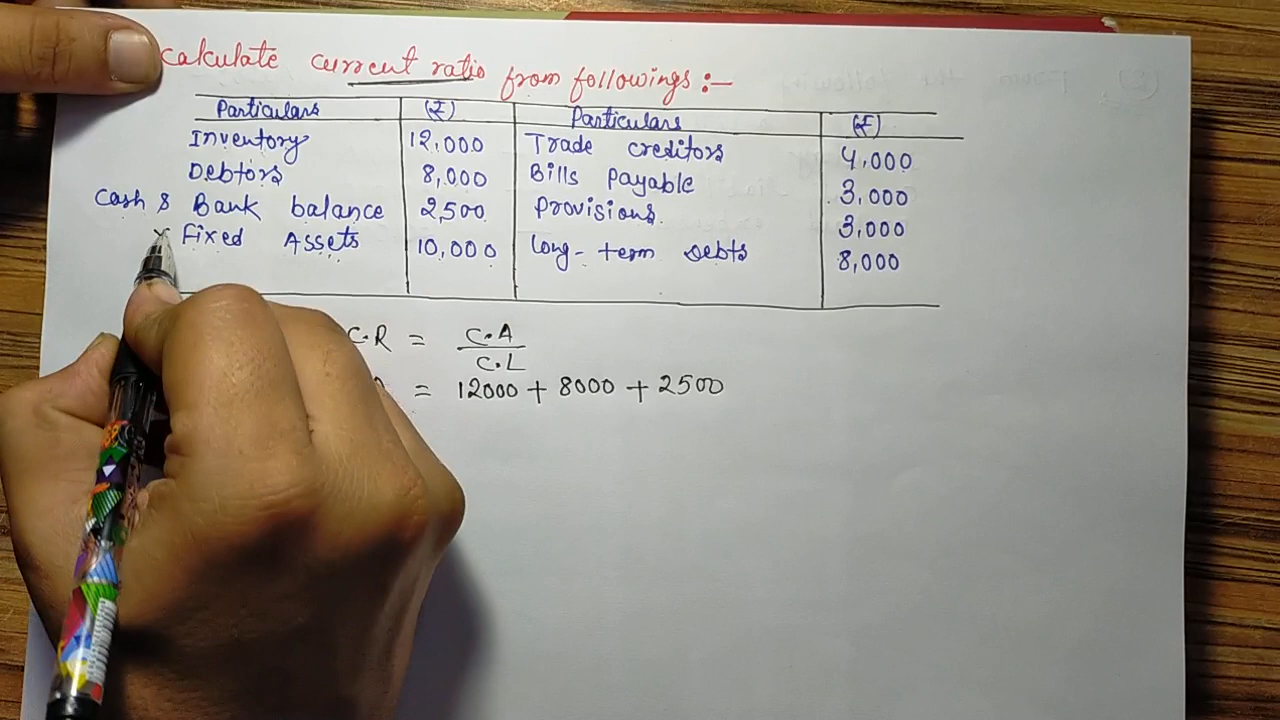 calculate current ratio from followings :-
Particulars (₹) Particulars (₹)
Inventory 12,000 Trade creditors 4,000
Debtors 8,000 Bills Payable 3,000
Cash & Bank balance 2,500 Provisions. 3,000
x Fixed Assets 10,000 Long-term Debts 8,000
C.R = C.A
C.L
= 12000 + 8000 + 2500